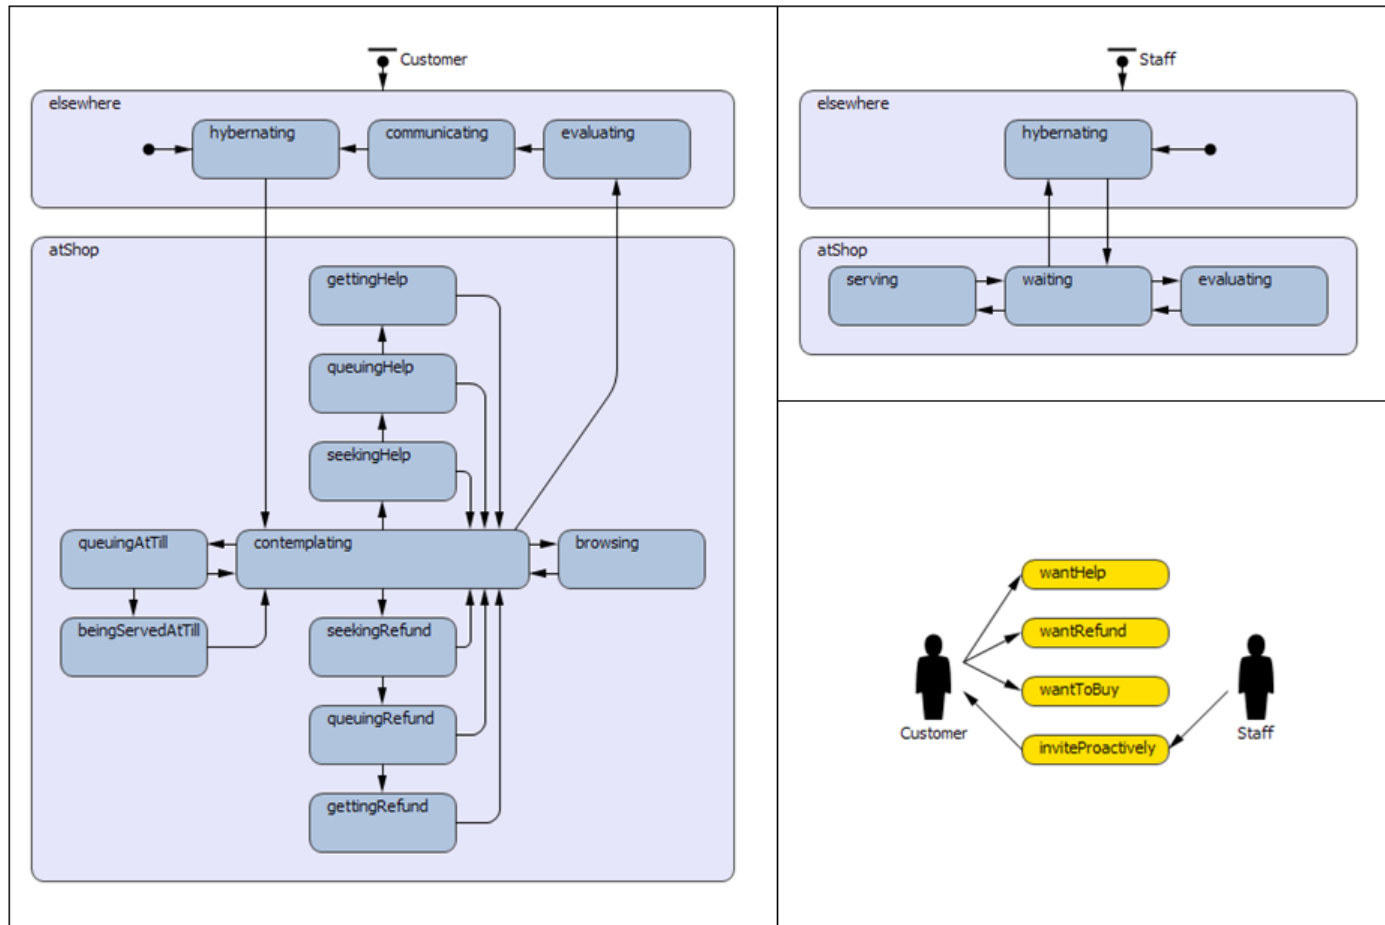 Customer
elsewhere
hybernating
communicating
evaluating
atShop
gettingHelp
queuingHelp
seekingHelp
queuingAtTill
contemplating
browsing
beingServedAtTill
seekingRefund
queuingRefund
gettingRefund
Staff
elsewhere
hybernating
atShop
serving
waiting
evaluating
wantHelp
wantRefund
wantToBuy
inviteProactively
Customer
Staff